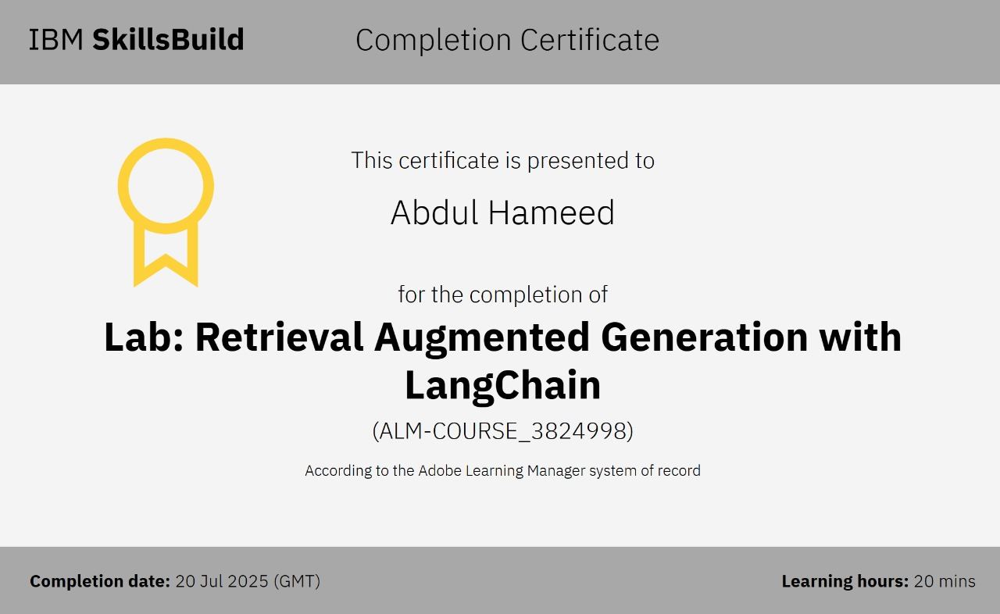 IBM SkillsBuild
Completion Certificate
This certificate is presented to
Abdul Hameed
for the completion of
Lab: Retrieval Augmented Generation with
LangChain
(ALM-COURSE_3824998)
According to the Adobe Learning Manager system of record
Completion date: 20 Jul 2025 (GMT)
Learning hours: 20 mins